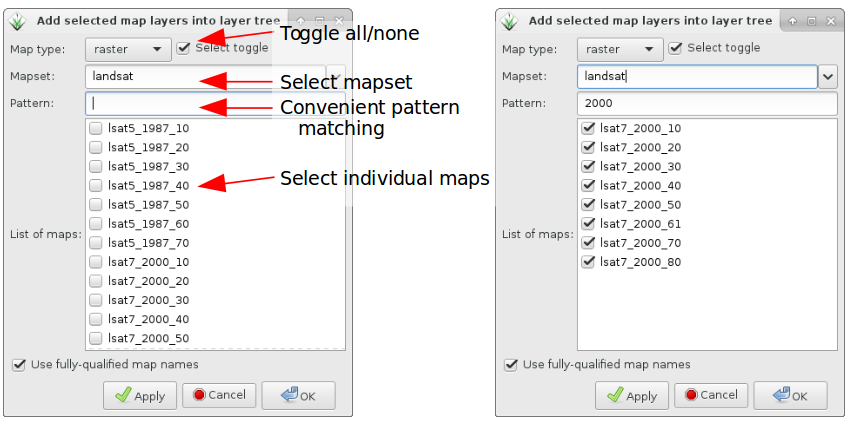 Add selected map layers into layer tree
Map type: raster Select toggle
Mapset: landsat
Pattern:
List of maps:
lsat5_1987_10
lsat5_1987_20
lsat5_1987_30
lsat5_1987_40
lsat5_1987_50
lsat5_1987_60
lsat5_1987_70
lsat7_2000_10
lsat7_2000_20
lsat7_2000_30
lsat7_2000_40
lsat7_2000_50
Use fully-qualified map names
Apply Cancel OK
Toggle all/none
Select mapset
Convenient pattern
matching
Select individual maps
Add selected map layers into layer tree
Map type: raster Select toggle
Mapset: landsat
Pattern: 2000
List of maps:
lsat7_2000_10
lsat7_2000_20
lsat7_2000_30
lsat7_2000_40
lsat7_2000_50
lsat7_2000_61
lsat7_2000_70
lsat7_2000_80
Use fully-qualified map names
Apply Cancel OK